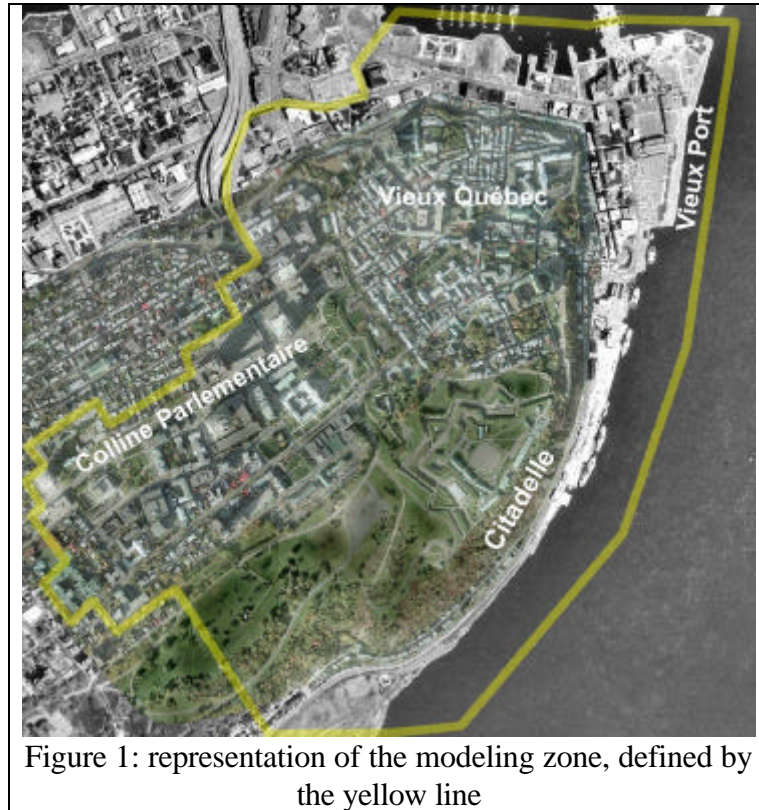 Vieux Québec
Vieux Port
Colline Parlementaire
Citadelle
Figure 1: representation of the modeling zone, defined by
the yellow line